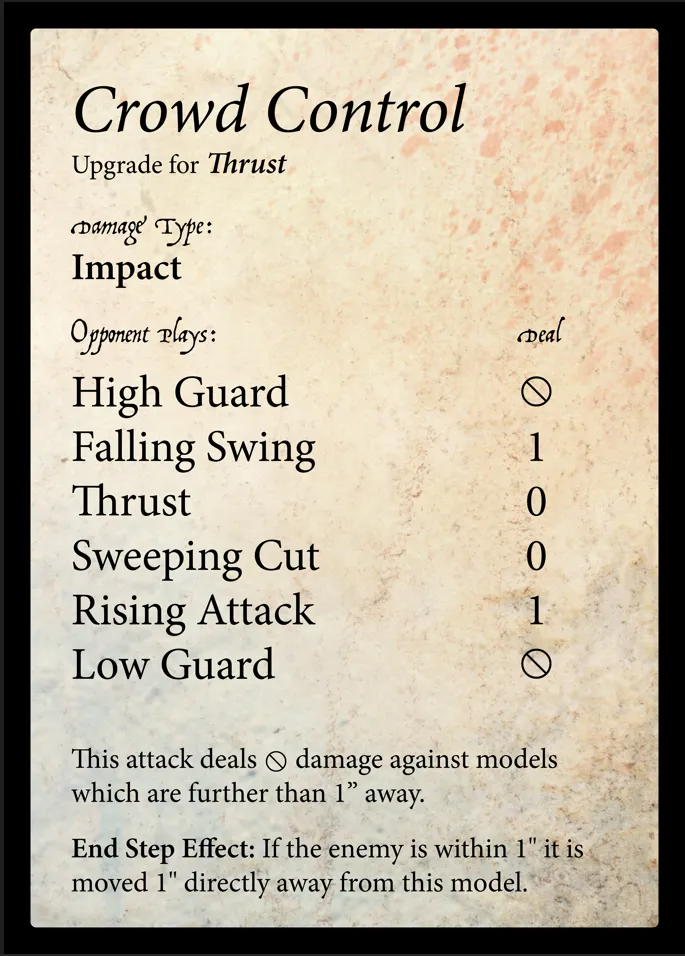 Crowd Control
Upgrade for Thrust
Damage Type:
Impact
Opponent Plays: Deal
High Guard ⃠
Falling Swing 1
Thrust 0
Sweeping Cut 0
Rising Attack 1
Low Guard ⃠
This attack deals ⃠ damage against models
which are further than 1” away.
End Step Effect: If the enemy is within 1" it is
moved 1" directly away from this model.